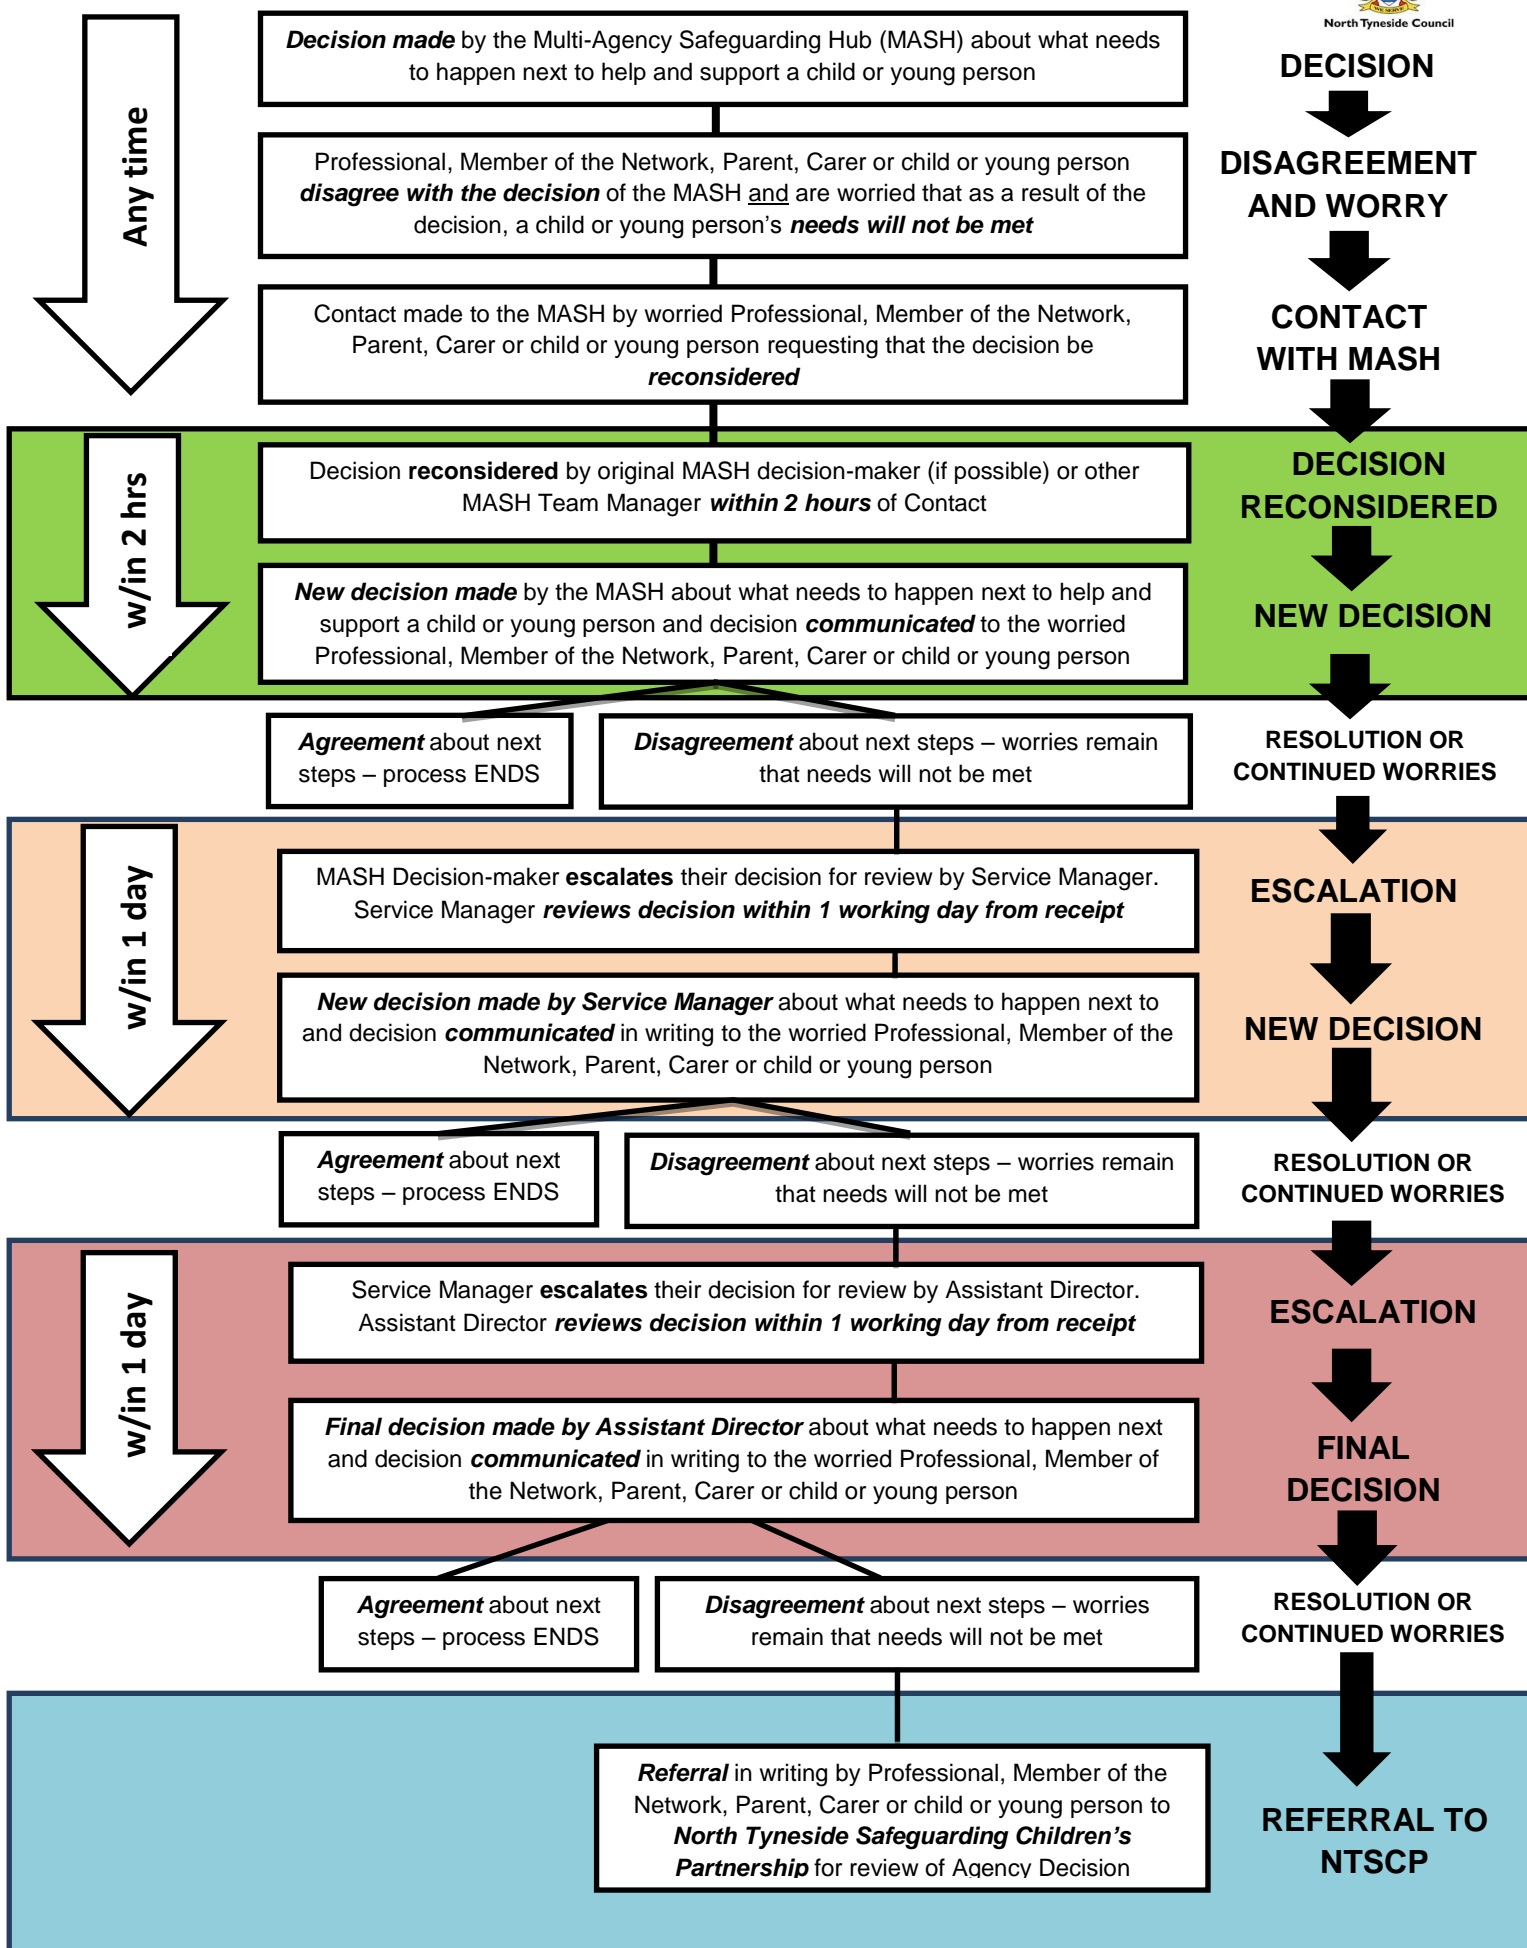 WE SERVE
North Tyneside Council
Any time
Decision made by the Multi-Agency Safeguarding Hub (MASH) about what needs
to happen next to help and support a child or young person
DECISION
Professional, Member of the Network, Parent, Carer or child or young person
disagree with the decision of the MASH and are worried that as a result of the
decision, a child or young person's needs will not be met
DISAGREEMENT
AND WORRY
Contact made to the MASH by worried Professional, Member of the Network,
Parent, Carer or child or young person requesting that the decision be
reconsidered
CONTACT
WITH MASH
w/in 2 hrs
Decision reconsidered by original MASH decision-maker (if possible) or other
MASH Team Manager within 2 hours of Contact
DECISION
RECONSIDERED
New decision made by the MASH about what needs to happen next to help and
support a child or young person and decision communicated to the worried
Professional, Member of the Network, Parent, Carer or child or young person
NEW DECISION
Agreement about next
steps – process ENDS
Disagreement about next steps – worries remain
that needs will not be met
RESOLUTION OR
CONTINUED WORRIES
w/in 1 day
MASH Decision-maker escalates their decision for review by Service Manager.
Service Manager reviews decision within 1 working day from receipt
ESCALATION
New decision made by Service Manager about what needs to happen next to
and decision communicated in writing to the worried Professional, Member of the
Network, Parent, Carer or child or young person
NEW DECISION
Agreement about next
steps – process ENDS
Disagreement about next steps – worries remain
that needs will not be met
RESOLUTION OR
CONTINUED WORRIES
w/in 1 day
Service Manager escalates their decision for review by Assistant Director.
Assistant Director reviews decision within 1 working day from receipt
ESCALATION
Final decision made by Assistant Director about what needs to happen next
and decision communicated in writing to the worried Professional, Member of
the Network, Parent, Carer or child or young person
FINAL
DECISION
Agreement about next
steps – process ENDS
Disagreement about next steps – worries
remain that needs will not be met
RESOLUTION OR
CONTINUED WORRIES
Referral in writing by Professional, Member of the
Network, Parent, Carer or child or young person to
North Tyneside Safeguarding Children's
Partnership for review of Agency Decision
REFERRAL TO
NTSCP